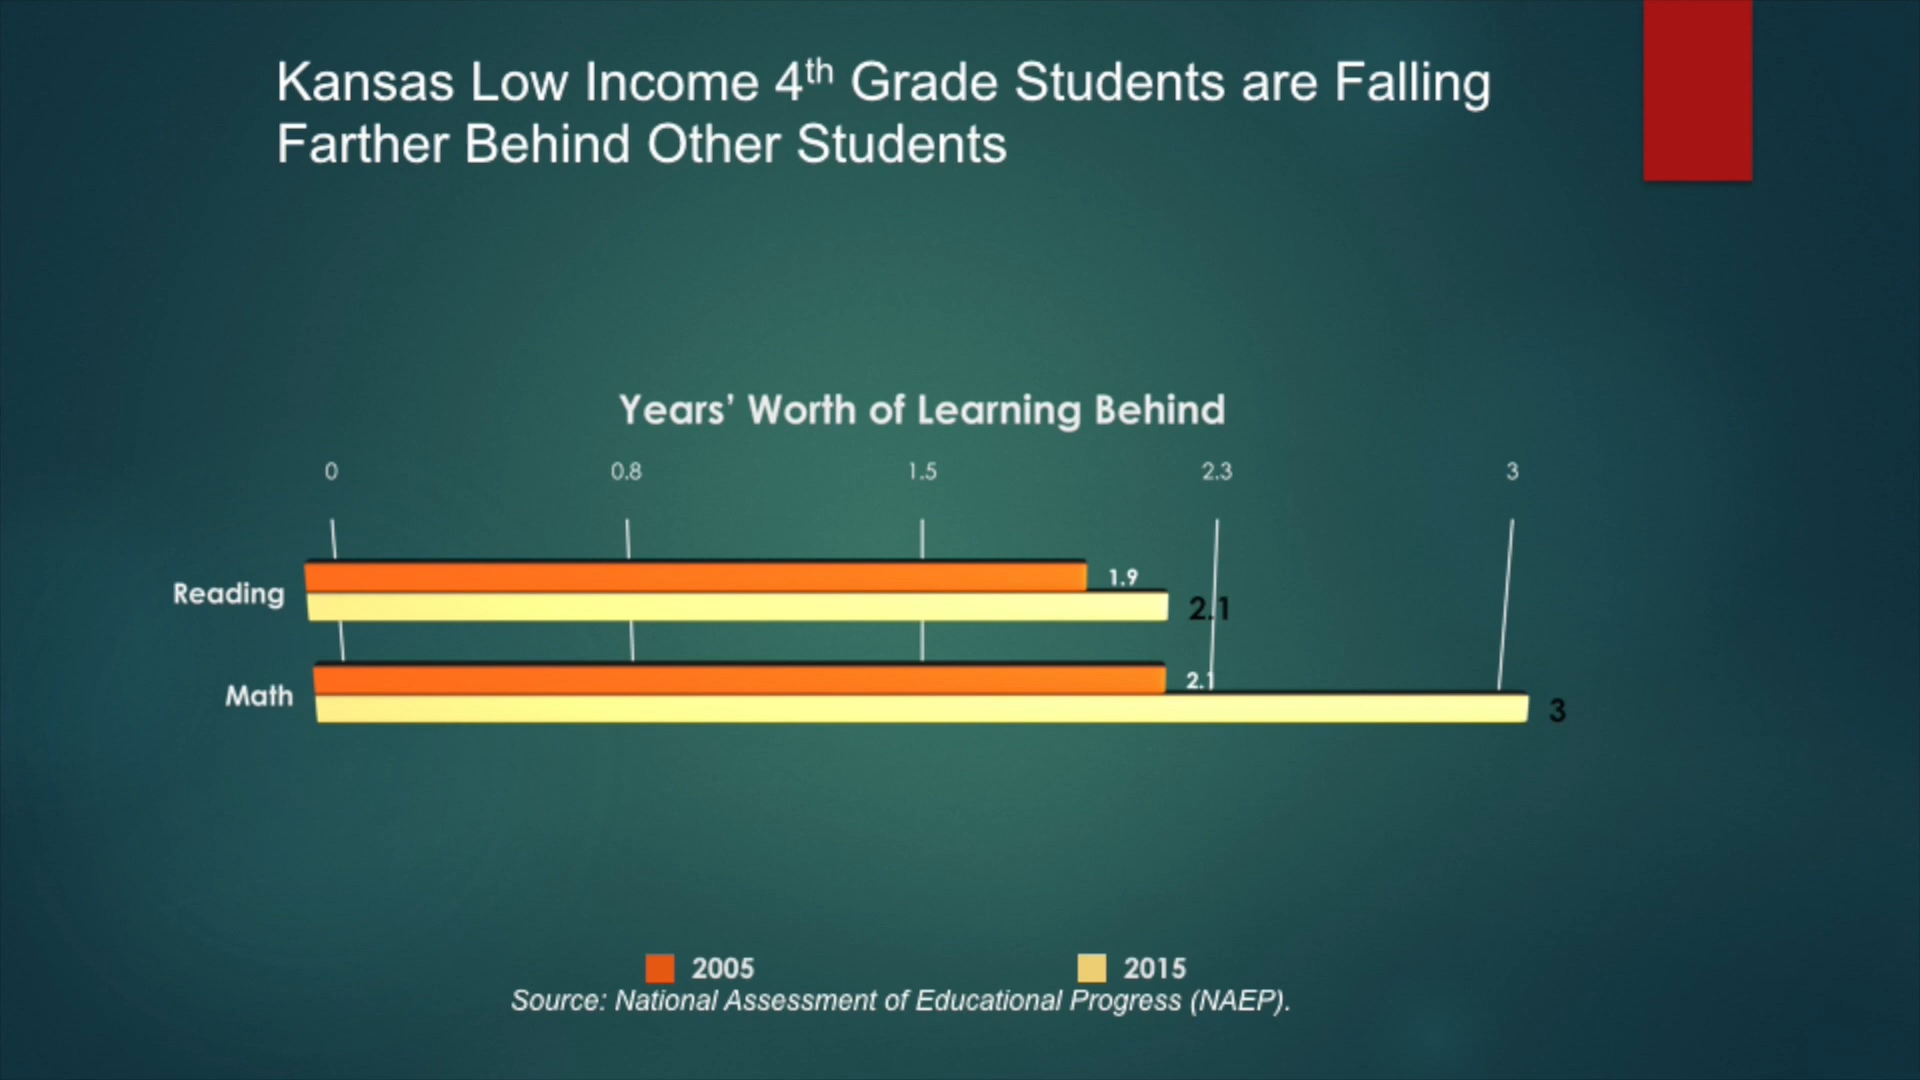 Kansas Low Income 4th Grade Students are Falling
Farther Behind Other Students
Years’ Worth of Learning Behind
0 0.8 1.5 2.3 3
Reading 1.9
2.1
Math 2.1
3
2005 2015
Source: National Assessment of Educational Progress (NAEP).